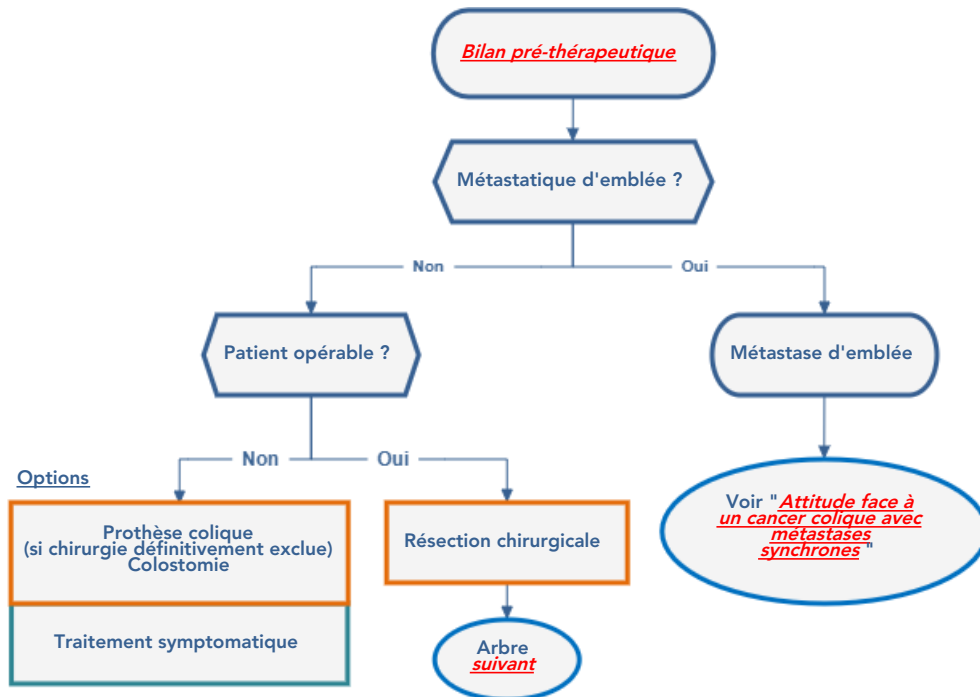 Bilan pré-thérapeutique
Métastatique d'emblée ?
Non
Oui
Patient opérable ?
Métastase d'emblée
Non
Oui
Options
Prothèse colique
(si chirurgie définitivement exclue)
Colostomie
Traitement symptomatique
Résection chirurgicale
Arbre
suivant
Voir "Attitude face à
un cancer colique avec
métastases
synchrones "